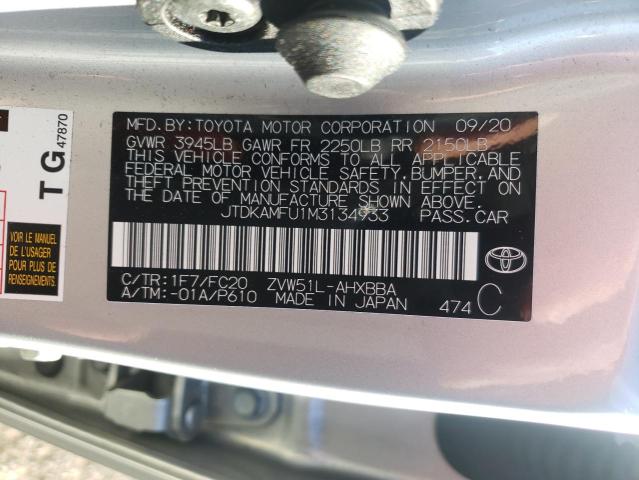 MFD.BY:TOYOTA MOTOR CORPORATION 09/20
GVWR 3945LB GAWR FR 2250LB RR 2150LB
THIS VEHICLE CONFORMS TO ALL APPLICABLE
FEDERAL MOTOR VEHICLE SAFETY,BUMPER,AND
THEFT PREVENTION STANDARDS IN EFFECT ON
THE DATE OF MANUFACTURE SHOWN ABOVE.
JTDKAMFU1M3134933 PASS.CAR
C/TR:1F7/FC20 ZVW51L-AHXBBA
A/TM:-01A/P610 MADE IN JAPAN
474 C
TG 47870
VOIR LE MANUEL
DE L'USAGER
POUR PLUS DE
RENSEIGNEMENTS.